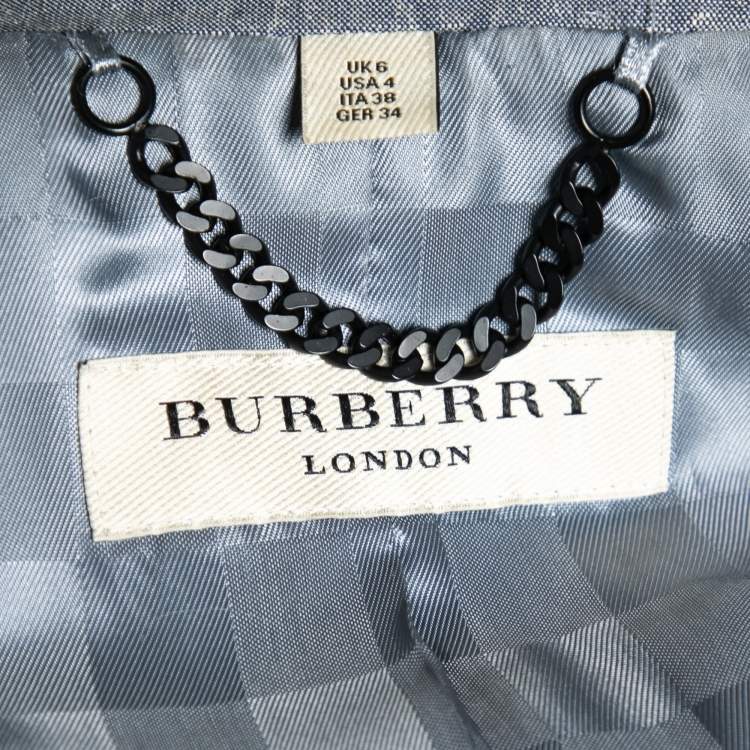 UK 6
USA 4
ITA 38
GER 34
BURBERRY
LONDON